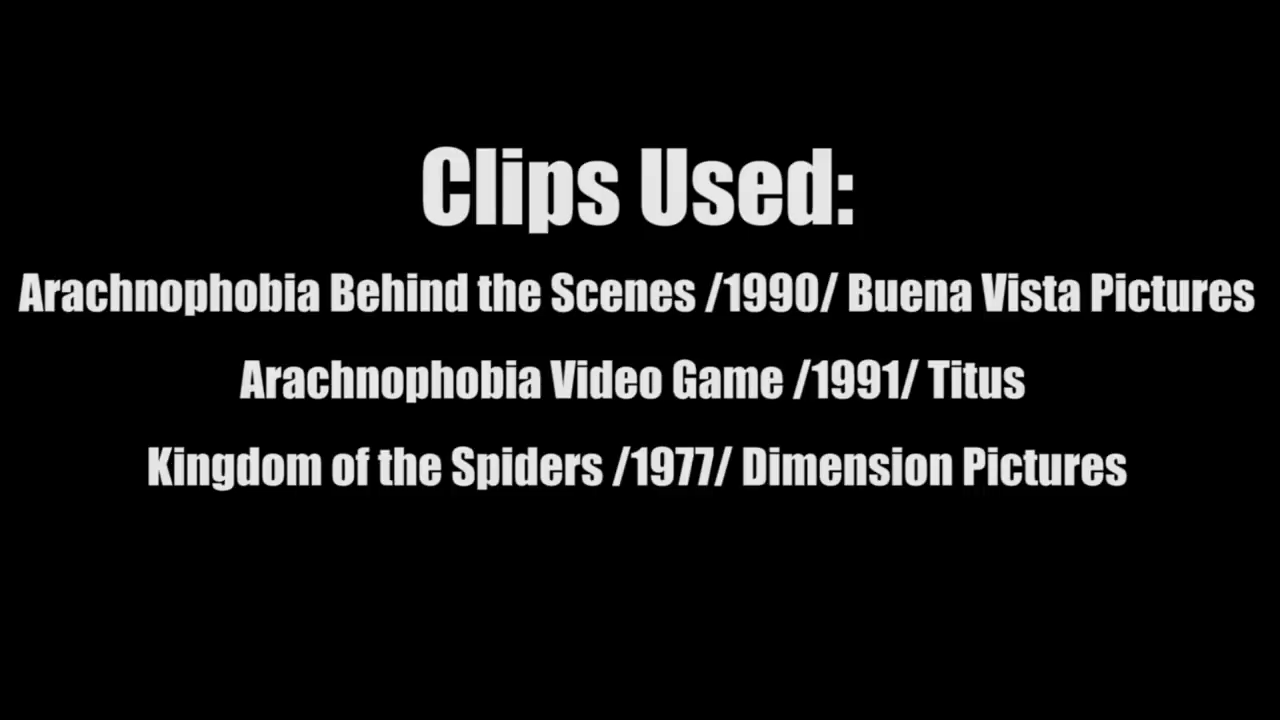 Clips Used:
Arachnophobia Behind the Scenes /1990/ Buena Vista Pictures
Arachnophobia Video Game /1991/ Titus
Kingdom of the Spiders /1977/ Dimension Pictures